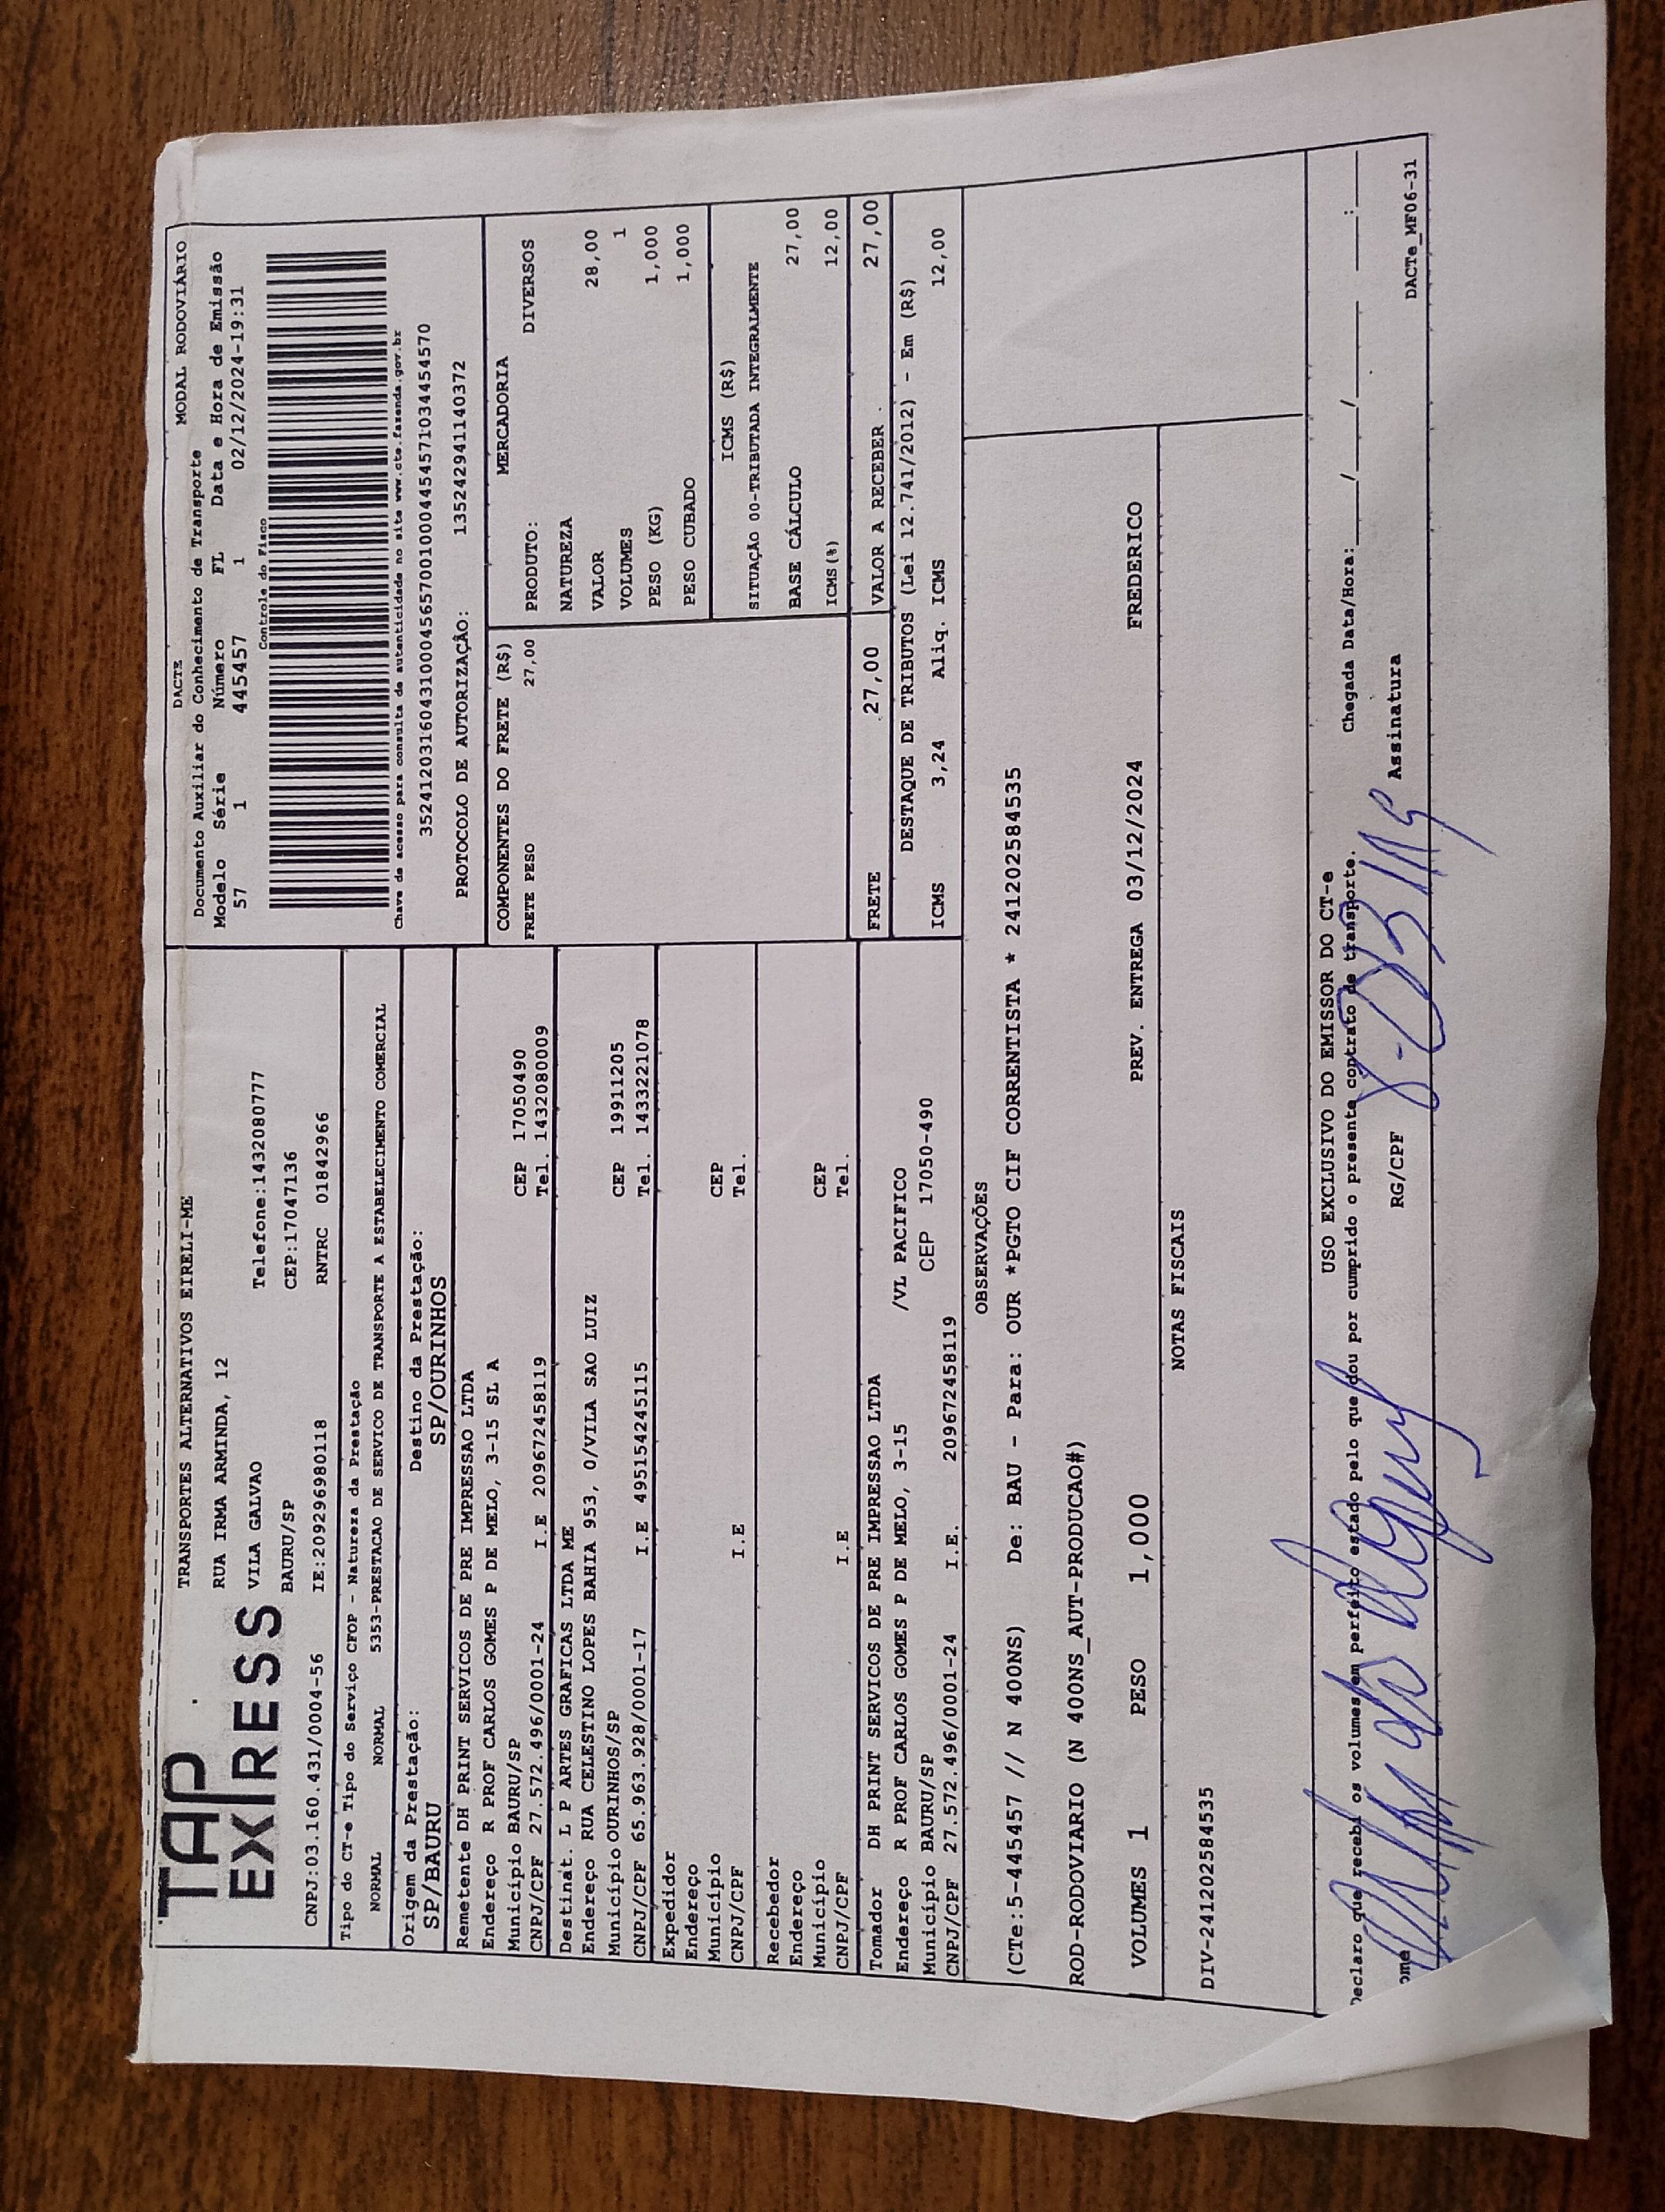 TAP
EXPRESS
TRANSPORTES ALTERNATIVOS EIRELI-ME
RUA IRMA ARMINDA, 12
VILA GALVAO Telefone:1432080777
BAURU/SP CEP:17047136
CNPJ:03.160.431/0004-56 IE:209296980118 RNTRC 01842966
DACTE MODAL RODOVIÁRIO
Documento Auxiliar do Conhecimento de Transporte
Modelo Série Número FL Data e Hora de Emissão
57 1 445457 1 02/12/2024-19:31
Controle do Fisco
Chave de acesso para consulta de autenticidade no site www.cte.fazenda.gov.br
35241203160431000456570010004454571034454570
PROTOCOLO DE AUTORIZAÇÃO: 135242941140372
Tipo do CT-e Tipo do Serviço CFOP - Natureza da Prestação
NORMAL NORMAL 5353-PRESTACAO DE SERVICO DE TRANSPORTE A ESTABELECIMENTO COMERCIAL
Origem da Prestação: Destino da Prestação:
SP/BAURU SP/OURINHOS
Remetente DH PRINT SERVICOS DE PRE IMPRESSAO LTDA
Endereço R PROF CARLOS GOMES P DE MELO, 3-15 SL A
Município BAURU/SP CEP 17050490
CNPJ/CPF 27.572.496/0001-24 I.E 209672458119 Tel. 1432080009
Destinat. L P ARTES GRAFICAS LTDA ME
Endereço RUA CELESTINO LOPES BAHIA 953, 0/VILA SAO LUIZ
Município OURINHOS/SP CEP 19911205
CNPJ/CPF 65.963.928/0001-17 I.E 495154245115 Tel. 1433221078
Expedidor
Endereço
Município CEP
CNPJ/CPF I.E Tel.
Recebedor
Endereço
Município CEP
CNPJ/CPF I.E Tel.
Tomador DH PRINT SERVICOS DE PRE IMPRESSAO LTDA
Endereço R PROF CARLOS GOMES P DE MELO, 3-15 /VL PACIFICO
Município BAURU/SP CEP 17050-490
CNPJ/CPF 27.572.496/0001-24 I.E. 209672458119
COMPONENTES DO FRETE (R$)
FRETE PESO 27,00
MERCADORIA
PRODUTO: DIVERSOS
NATUREZA
VALOR 28,00
VOLUMES 1
PESO (KG) 1,000
PESO CUBADO 1,000
ICMS (R$)
SITUAÇÃO 00-TRIBUTADA INTEGRALMENTE
BASE CÁLCULO 27,00
ICMS(%) 12,00
FRETE 27,00 VALOR A RECEBER . 27,00
DESTAQUE DE TRIBUTOS (Lei 12.741/2012) - Em (R$)
ICMS 3,24 Aliq. ICMS 12,00
OBSERVAÇÕES
(CTe:5-445457 // N 400NS) De: BAU - Para: OUR *PGTO CIF CORRENTISTA * 241202584535
ROD-RODOVIARIO (N 400NS_AUT-PRODUCAO#)
VOLUMES 1 PESO 1,000 PREV. ENTREGA 03/12/2024 FREDERICO
NOTAS FISCAIS
DIV-241202584535
USO EXCLUSIVO DO EMISSOR DO CT-e
Declaro que recebi os volumes em perfeito estado pelo que dou por cumprido o presente contrato de transporte. Chegada Data/Hora:____/____/____ ___:___
ome RG/CPF Assinatura
DACTe_MF06-31